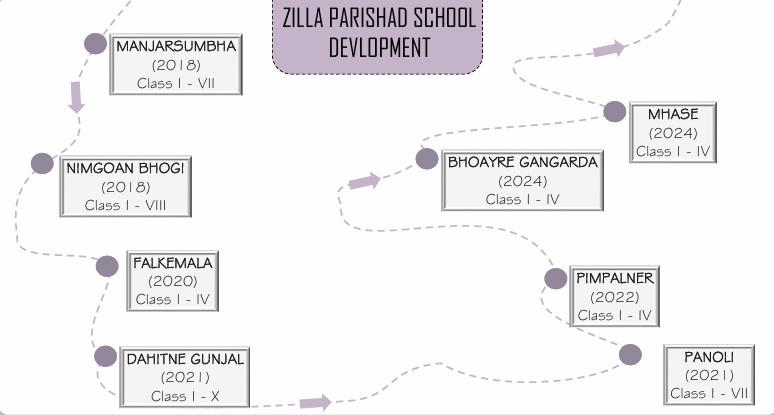 ZILLA PARISHAD SCHOOL
DEVLOPMENT
MANJARSUMBHA
(2018)
Class I - VII
NIMGOAN BHOGI
(2018)
Class I - VIII
FALKEMALA
(2020)
Class I - IV
DAHITNE GUNJAL
(2021)
Class I - X
PANOLI
(2021)
Class I - VII
PIMPALNER
(2022)
Class I - IV
BHOAYRE GANGARDA
(2024)
Class I - IV
MHASE
(2024)
Class I - IV